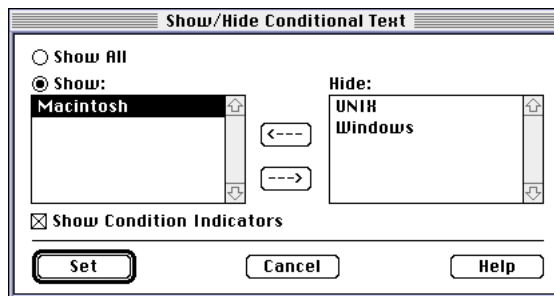 Show/Hide Conditional Text
Show All
Show:
Hide:
Macintosh
UNIX
Windows
<---
--->
Show Condition Indicators
Set
Cancel
Help